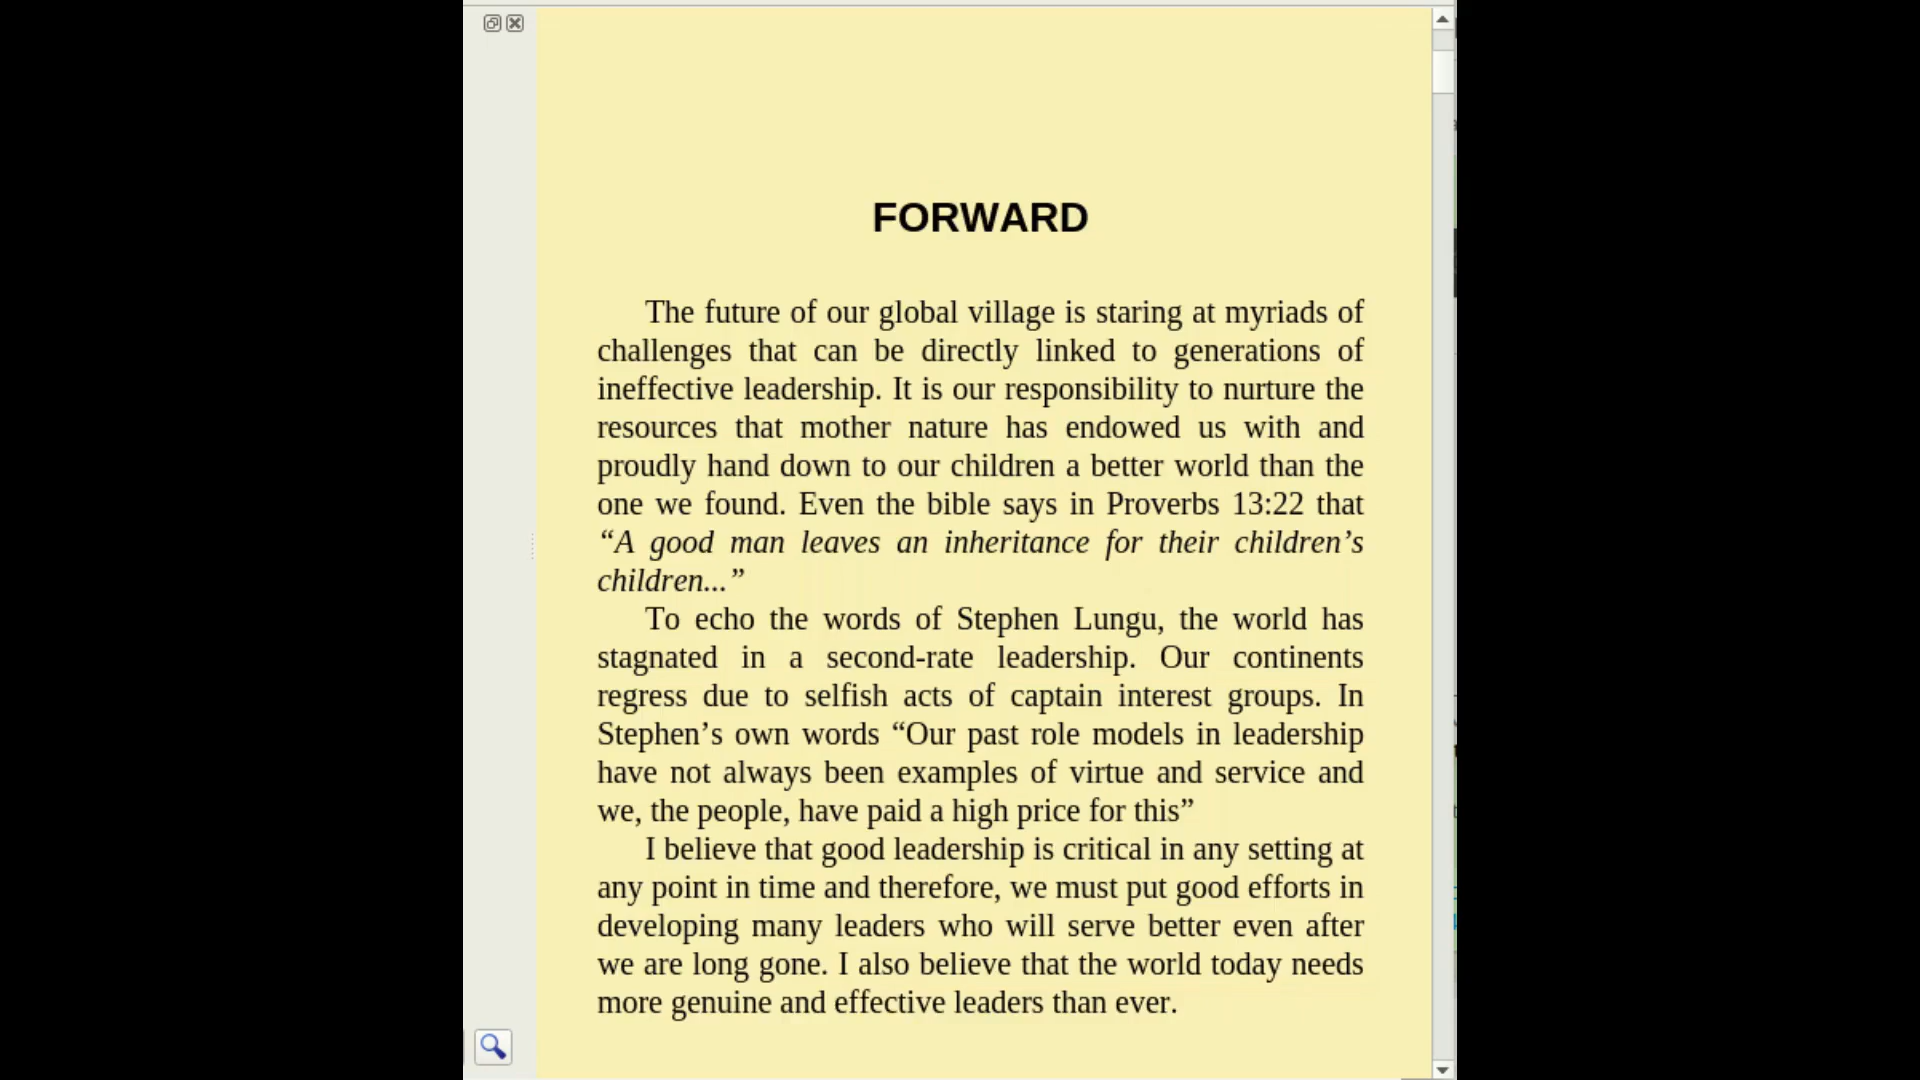 FORWARD
The future of our global village is staring at myriads of
challenges that can be directly linked to generations of
ineffective leadership. It is our responsibility to nurture the
resources that mother nature has endowed us with and
proudly hand down to our children a better world than the
one we found. Even the bible says in Proverbs 13:22 that
“A good man leaves an inheritance for their children’s
children...”
To echo the words of Stephen Lungu, the world has
stagnated in a second-rate leadership. Our continents
regress due to selfish acts of captain interest groups. In
Stephen’s own words “Our past role models in leadership
have not always been examples of virtue and service and
we, the people, have paid a high price for this”
I believe that good leadership is critical in any setting at
any point in time and therefore, we must put good efforts in
developing many leaders who will serve better even after
we are long gone. I also believe that the world today needs
more genuine and effective leaders than ever.